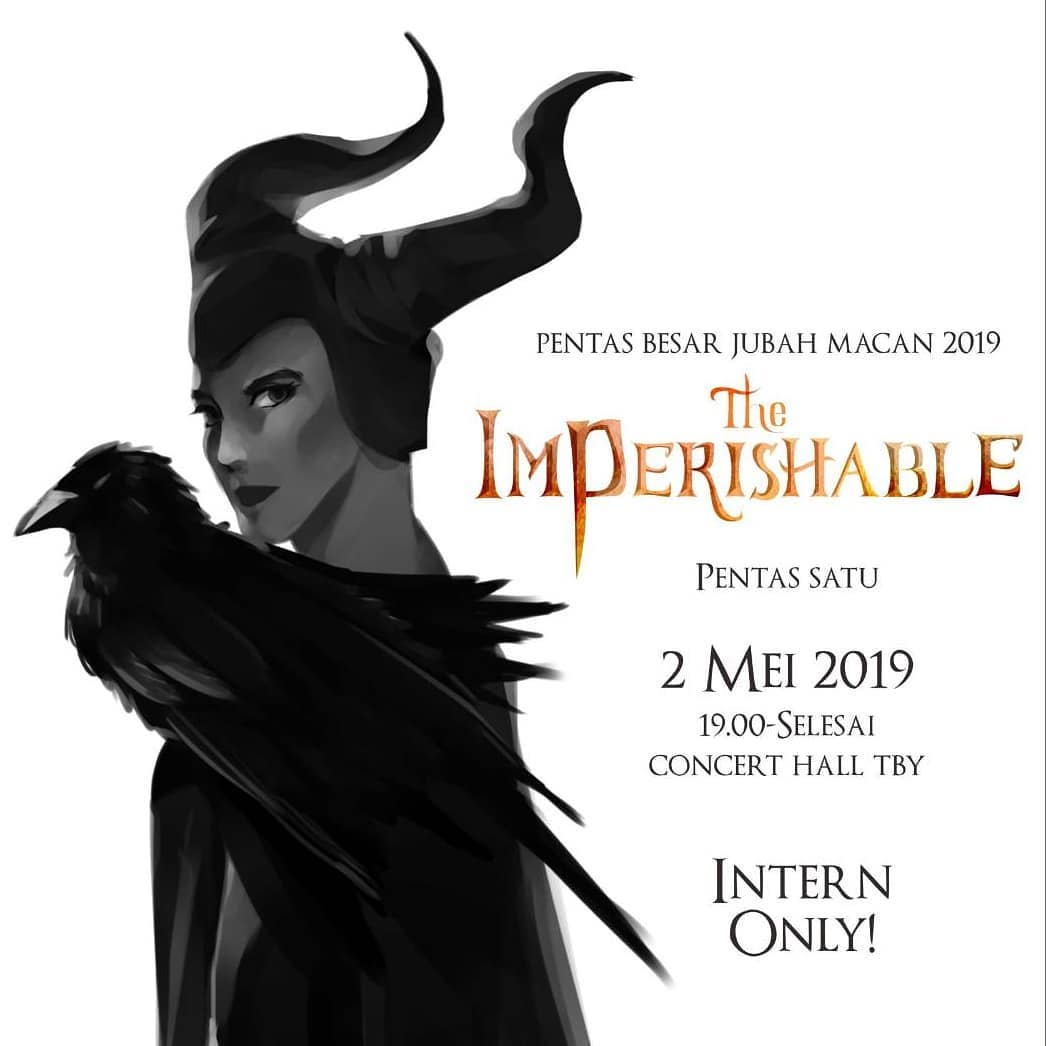 PENTAS BESAR JUBAH MACAN 2019
The
IMPERISHABLE
PENTAS SATU
2 MEI 2019
19.00-SELESAI
CONCERT HALL TBY
INTERN
ONLY!